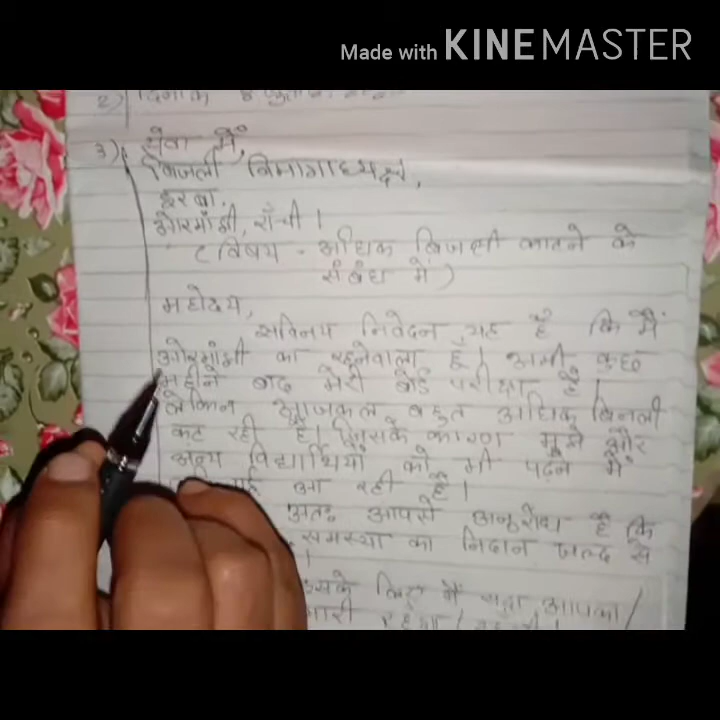 Made with KINEMASTER
2) दिनांक
3) सेवा में,
बिजली विभागाध्यक्ष,
इरबा,
ओरमाँझी, राँची।
( विषय - अधिक बिजली काटने के
संबंध में )
महोदय,
सविनय निवेदन यह है कि मैं
ओरमांझी का रहनेवाला हूँ। अभी कुछ
महीने बाद मेरी बोर्ड परीक्षा है।
लेकिन आजकल बहुत अधिक बिजली
कट रही है। जिसके कारण मुझे और
अन्य विद्यार्थियों को भी पढ़ने में
आ रही है।
अतः आपसे अनुरोध है कि
समस्या का निदान जल्द से
।
इसके लिए मैं सदा आपका/